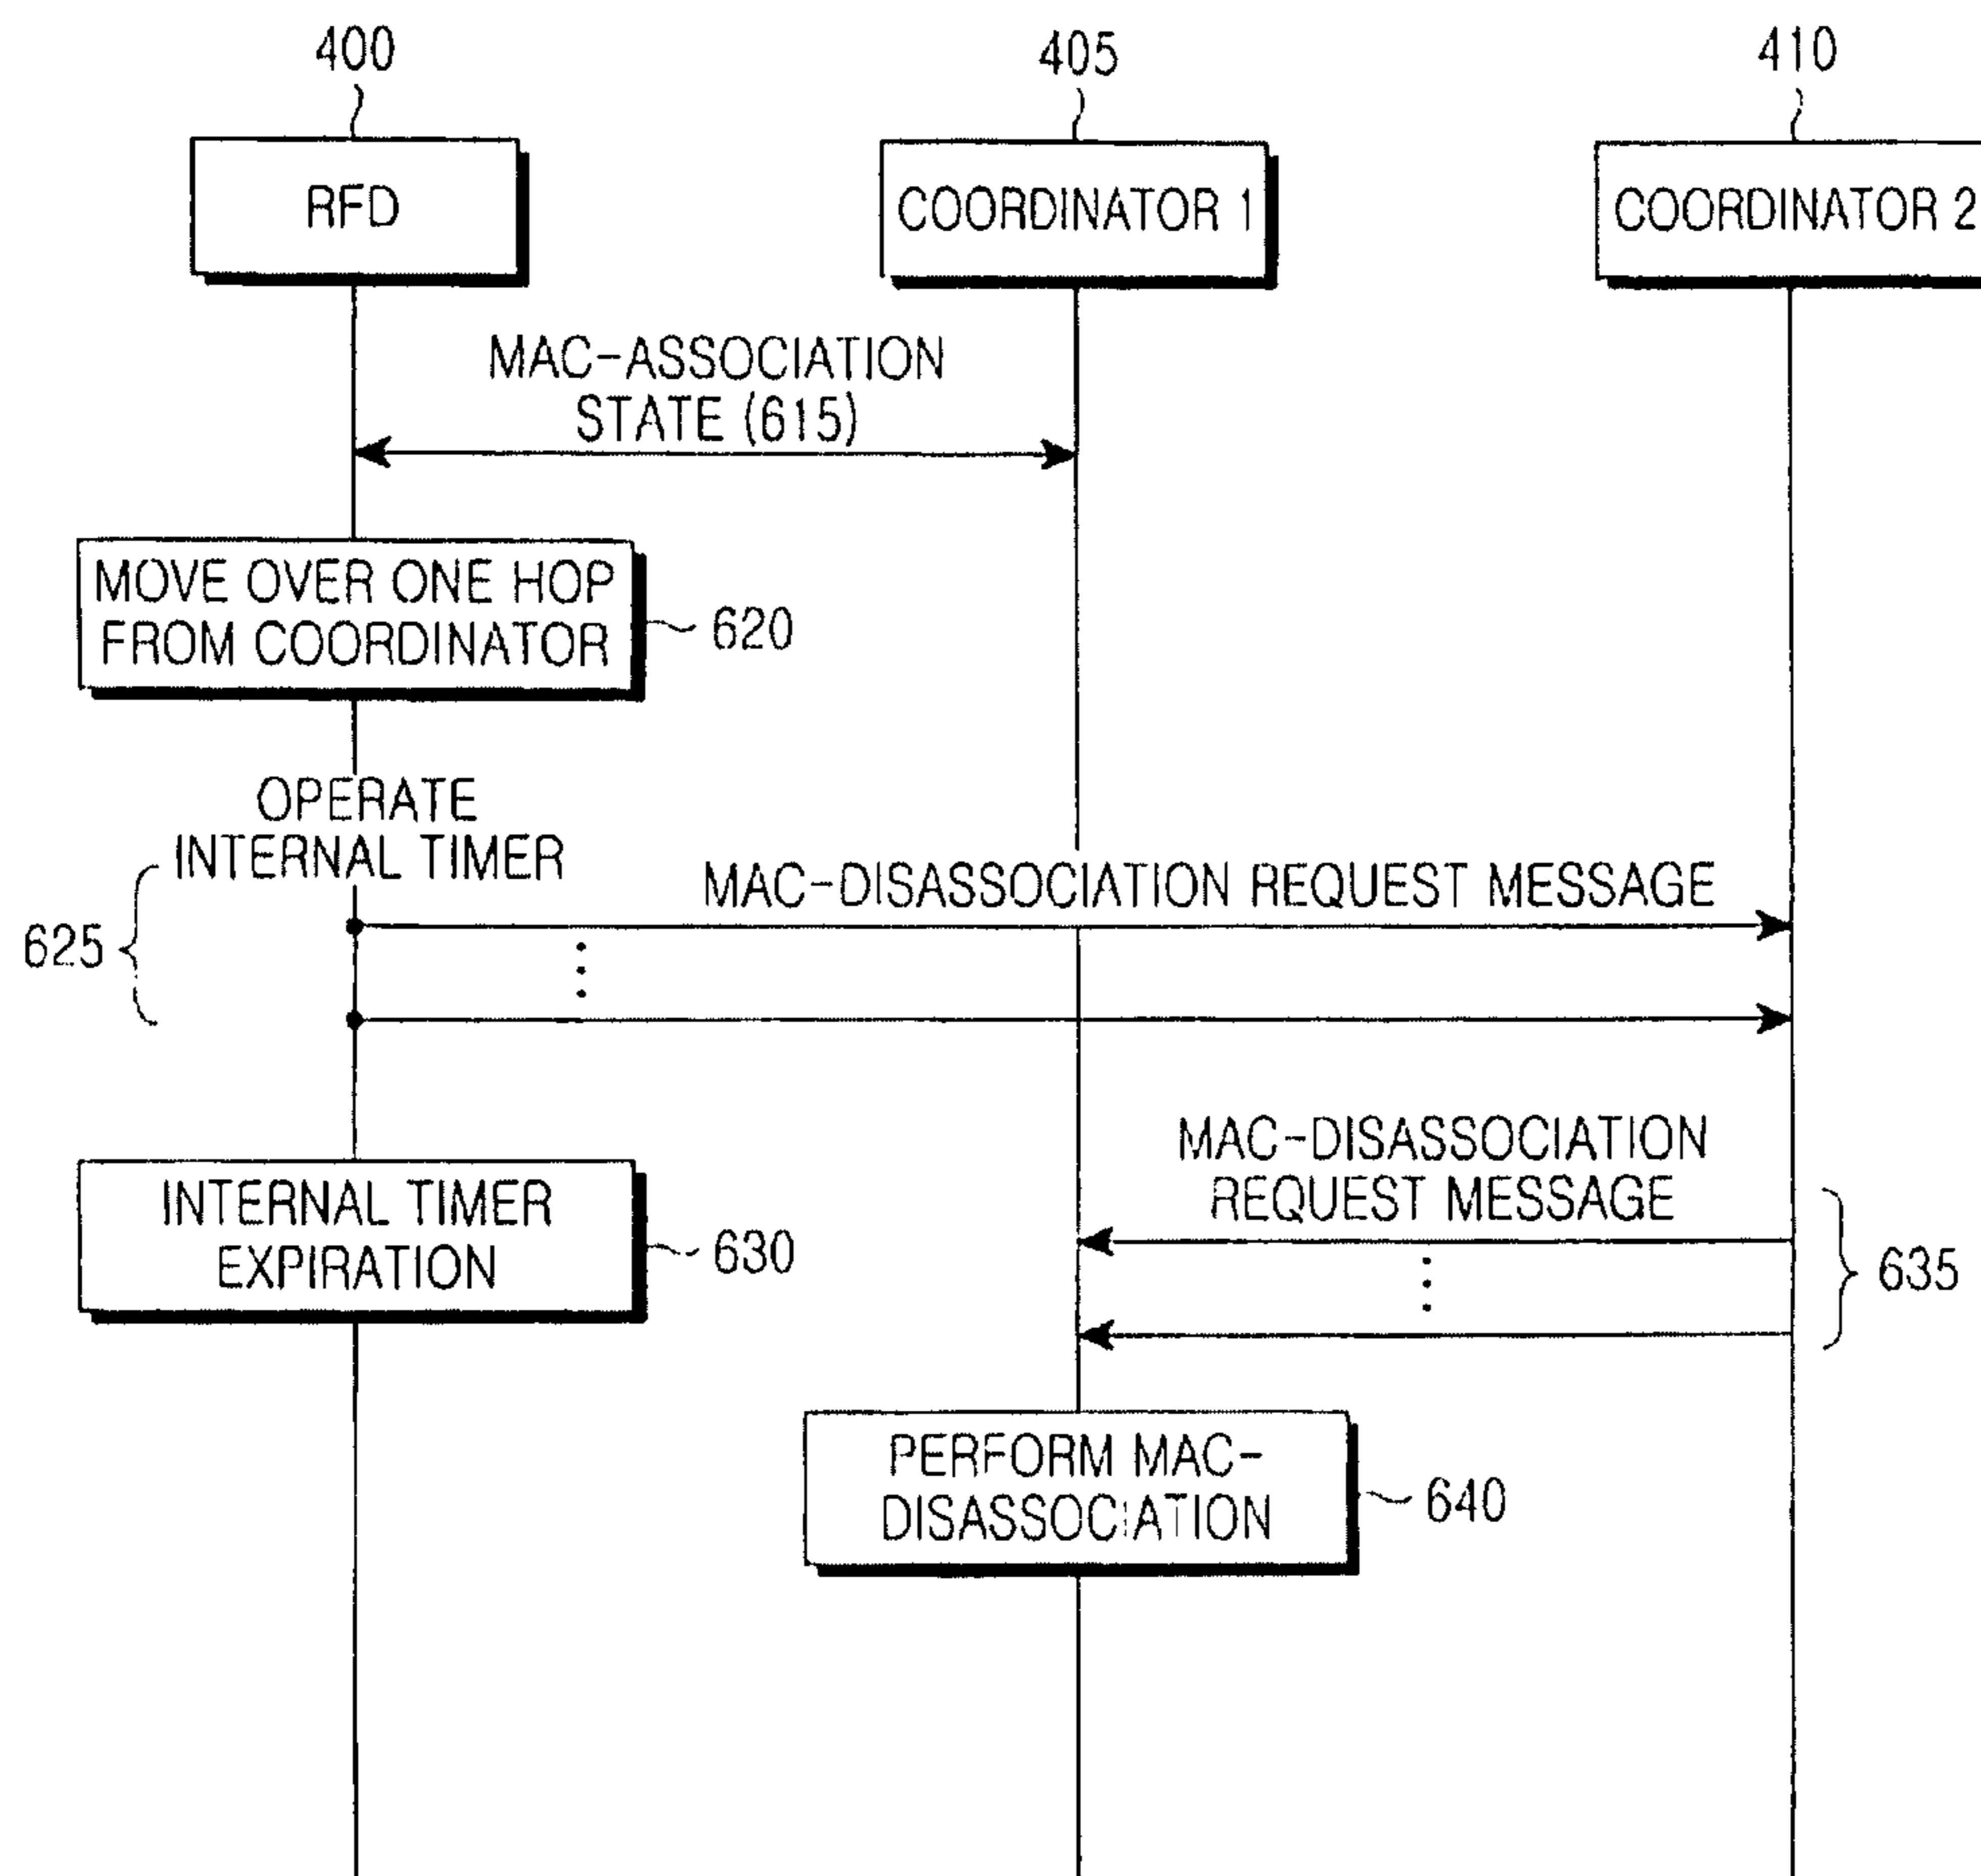 400
405
410
RFD
COORDINATOR 1
COORDINATOR 2
MAC-ASSOCIATION
STATE (615)
MOVE OVER ONE HOP
FROM COORDINATOR
620
OPERATE
INTERNAL TIMER
625
MAC-DISASSOCIATION REQUEST MESSAGE
MAC-DISASSOCIATION
REQUEST MESSAGE
635
INTERNAL TIMER
EXPIRATION
630
PERFORM MAC-
DISASSOCIATION
640